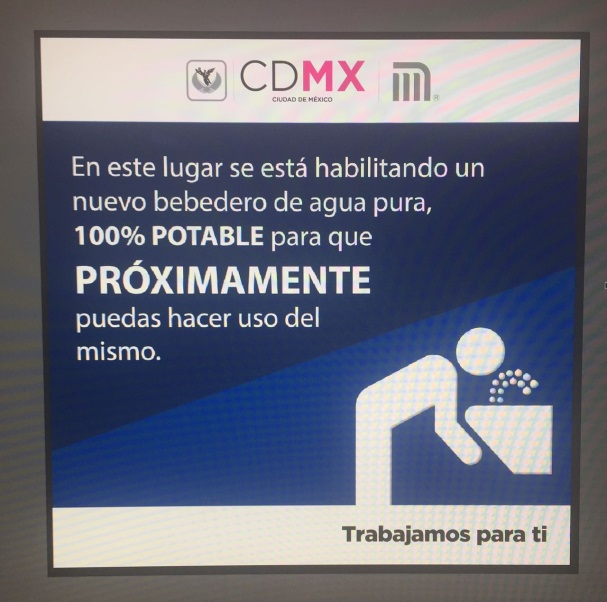 CDMX
CIUDAD DE MÉXICO
En este lugar se está habilitando un
nuevo bebedero de agua pura,
100% POTABLE para que
PRÓXIMAMENTE
puedas hacer uso del
mismo.
Trabajamos para ti